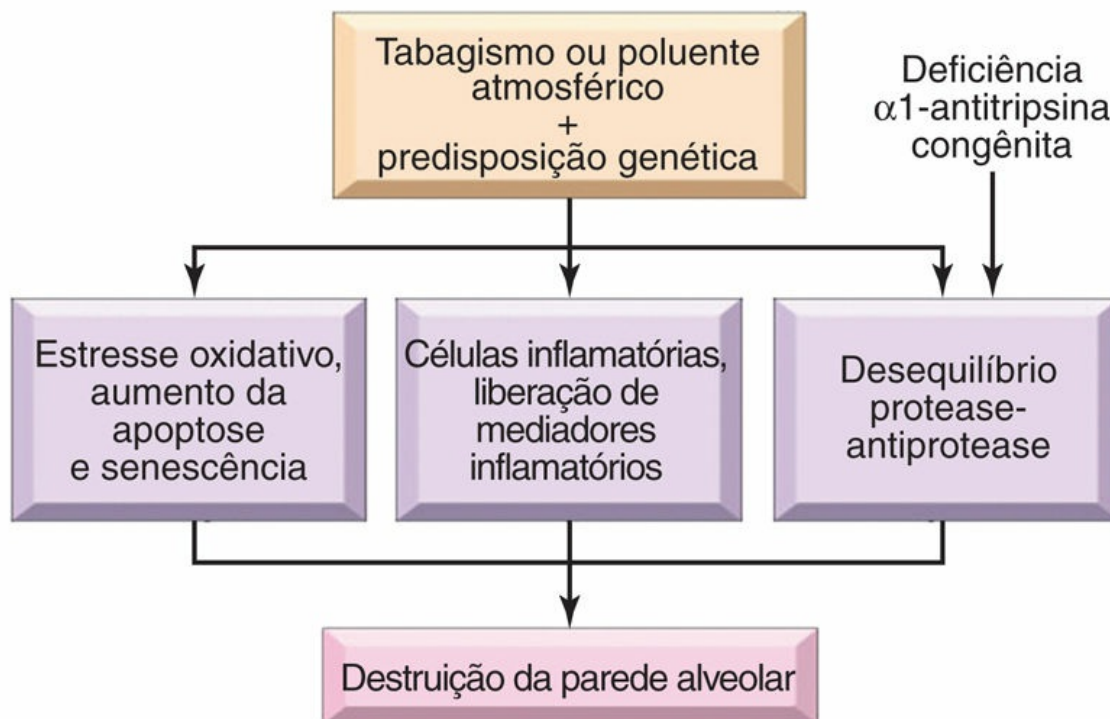 Tabagismo ou poluente
atmosférico
+
predisposição genética
Deficiência
α1-antitripsina
congênita
Estresse oxidativo,
aumento da
apoptose
e senescência
Células inflamatórias,
liberação de
mediadores
inflamatórios
Desequilíbrio
protease-
antiprotease
Destruição da parede alveolar